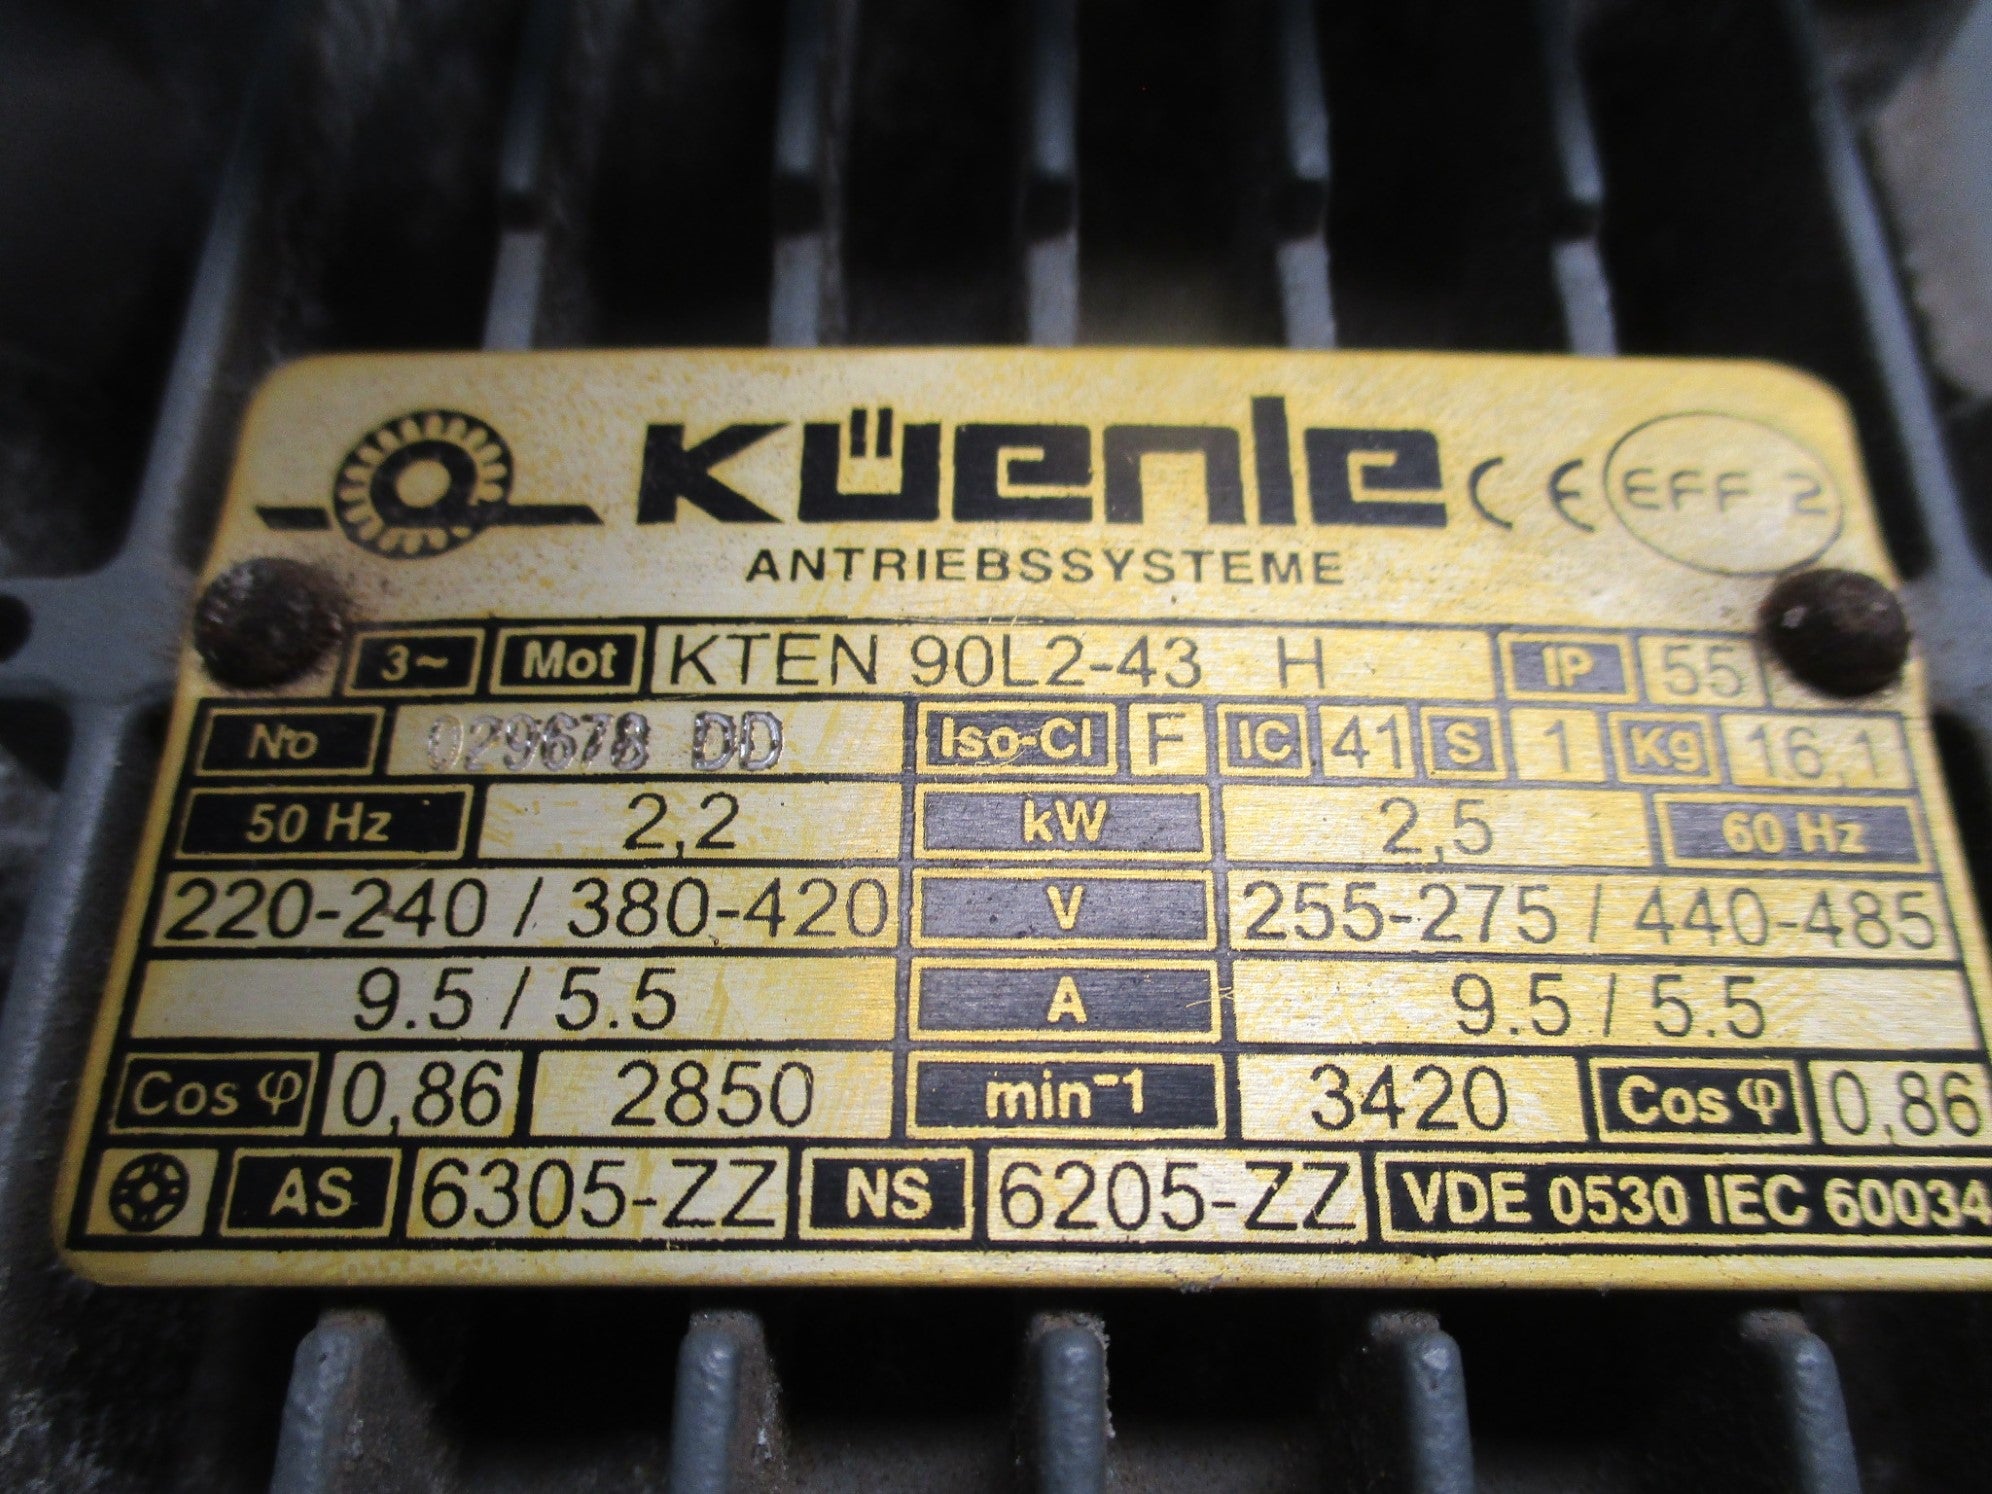 Küenle CE EFF 2
ANTRIEBSSYSTEME
3~ Mot KTEN 90L2-43 H IP 55
No 029678 DD Iso-Cl F IC 41 S 1 Kg 16,1
50 Hz 2,2 kW 2,5 60 Hz
220-240 / 380-420 V 255-275 / 440-485
9.5 / 5.5 A 9.5 / 5.5
Cos φ 0,86 2850 min⁻¹ 3420 Cos φ 0,86
AS 6305-ZZ NS 6205-ZZ VDE 0530 IEC 60034